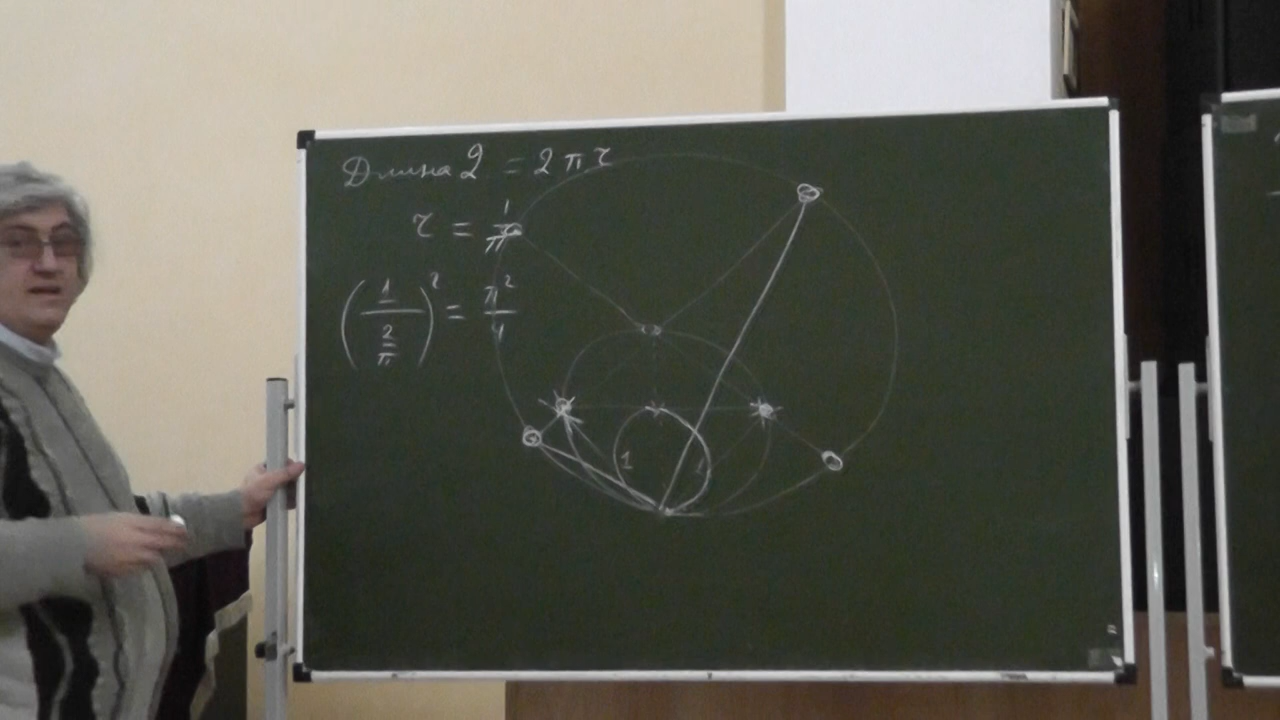 Длина 2 = 2πr
r = 1/π
(1/(2/π))² = π²/4
1 1